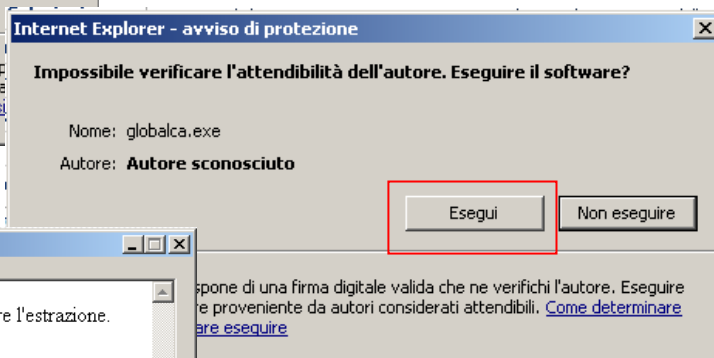 Internet Explorer - avviso di protezione
Impossibile verificare l'attendibilità dell'autore. Eseguire il software?
Nome: globalca.exe
Autore: Autore sconosciuto
Esegui
Non eseguire
spone di una firma digitale valida che ne verifichi l'autore. Eseguire
re proveniente da autori considerati attendibili. Come determinare
are eseguire
re l'estrazione.